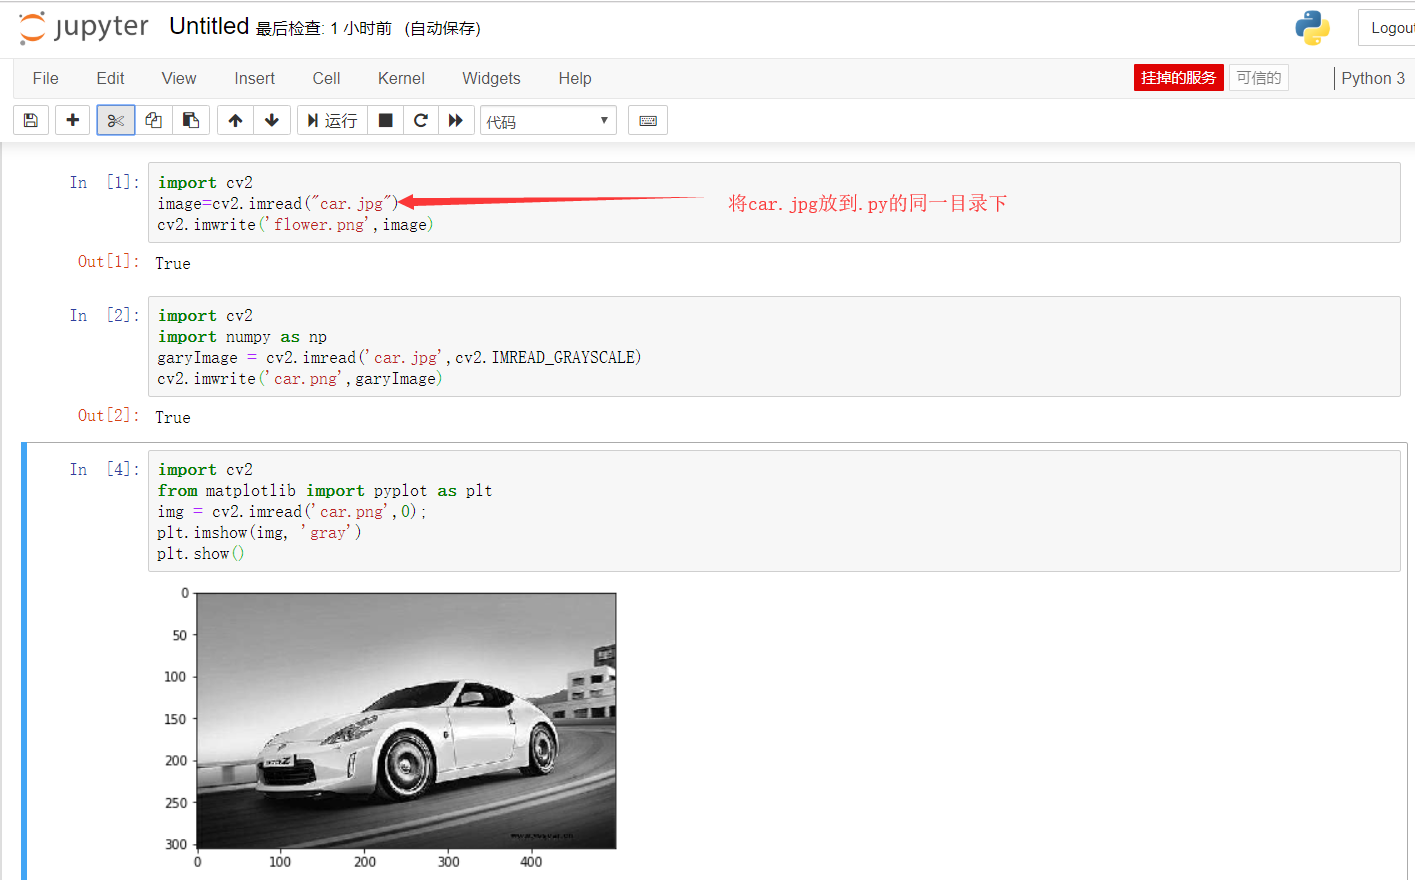 jupyter Untitled 最后检查: 1 小时前 (自动保存)
Logout
File Edit View Insert Cell Kernel Widgets Help
挂掉的服务 可信的 Python 3
运行 代码
In [1]:
import cv2
image=cv2.imread("car.jpg")
将car.jpg放到.py的同一目录下
cv2.imwrite('flower.png',image)
Out[1]: True
In [2]:
import cv2
import numpy as np
garyImage = cv2.imread('car.jpg',cv2.IMREAD_GRAYSCALE)
cv2.imwrite('car.png',garyImage)
Out[2]: True
In [4]:
import cv2
from matplotlib import pyplot as plt
img = cv2.imread('car.png',0);
plt.imshow(img, 'gray')
plt.show()
0
50
100
150
200
250
300
0 100 200 300 400